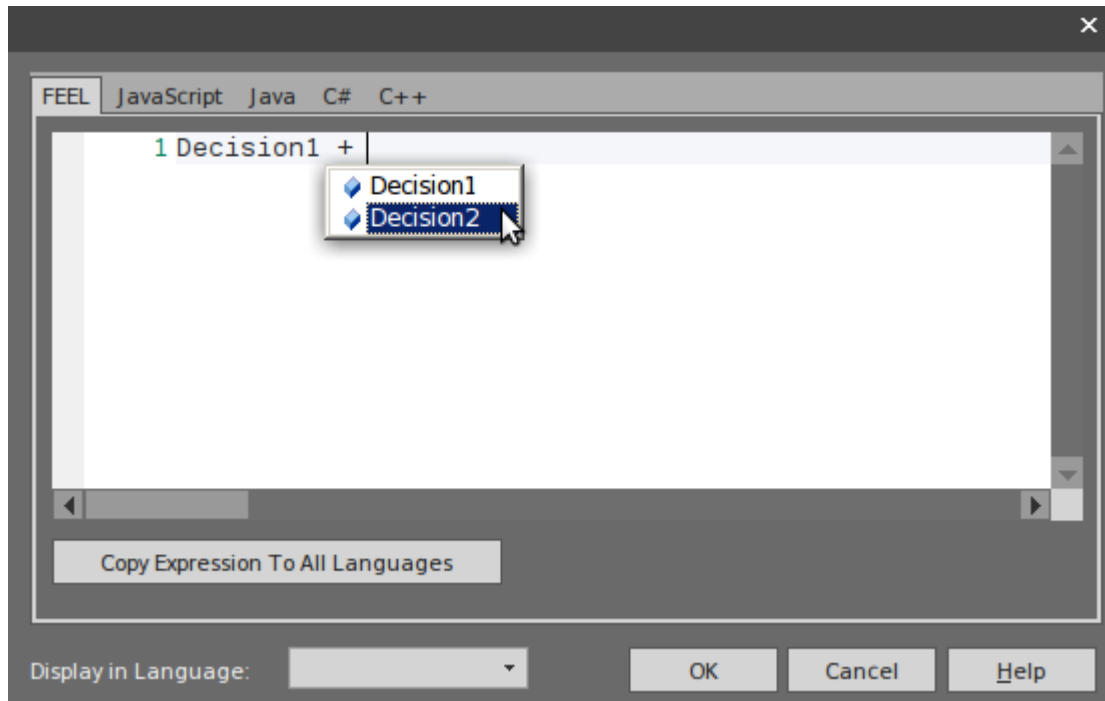 FEEL JavaScript Java C# C++
1 Decision1 +
Decision1
Decision2
Copy Expression To All Languages
Display in Language: OK Cancel Help